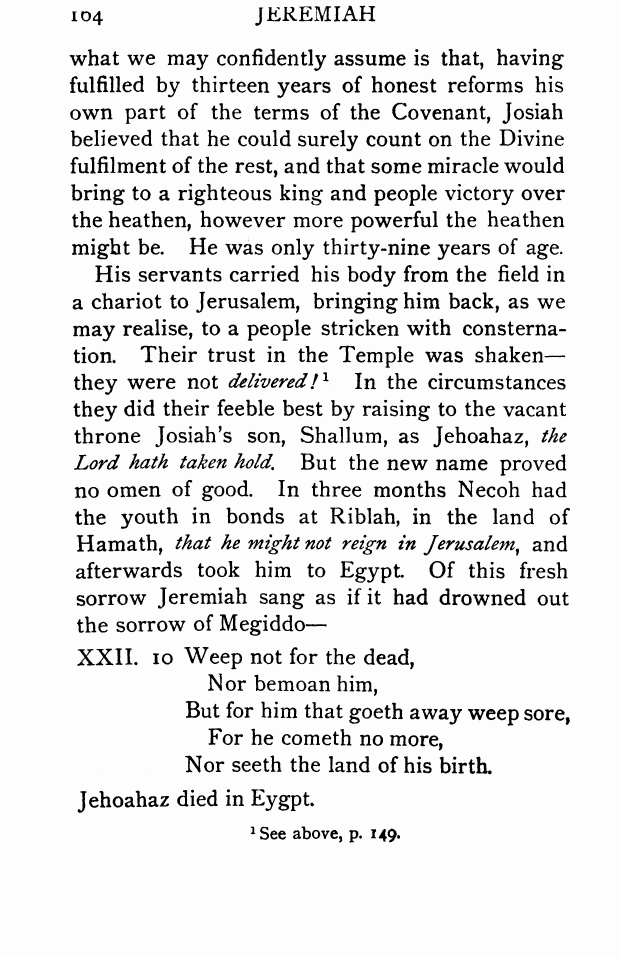 104 JEREMIAH
what we may confidently assume is that, having
fulfilled by thirteen years of honest reforms his
own part of the terms of the Covenant, Josiah
believed that he could surely count on the Divine
fulfilment of the rest, and that some miracle would
bring to a righteous king and people victory over
the heathen, however more powerful the heathen
might be. He was only thirty-nine years of age.
His servants carried his body from the field in
a chariot to Jerusalem, bringing him back, as we
may realise, to a people stricken with consterna-
tion. Their trust in the Temple was shaken—
they were not delivered!¹ In the circumstances
they did their feeble best by raising to the vacant
throne Josiah's son, Shallum, as Jehoahaz, the
Lord hath taken hold. But the new name proved
no omen of good. In three months Necoh had
the youth in bonds at Riblah, in the land of
Hamath, that he might not reign in Jerusalem, and
afterwards took him to Egypt. Of this fresh
sorrow Jeremiah sang as if it had drowned out
the sorrow of Megiddo—
XXII. 10 Weep not for the dead,
Nor bemoan him,
But for him that goeth away weep sore,
For he cometh no more,
Nor seeth the land of his birth.
Jehoahaz died in Eygpt.
¹ See above, p. 149.